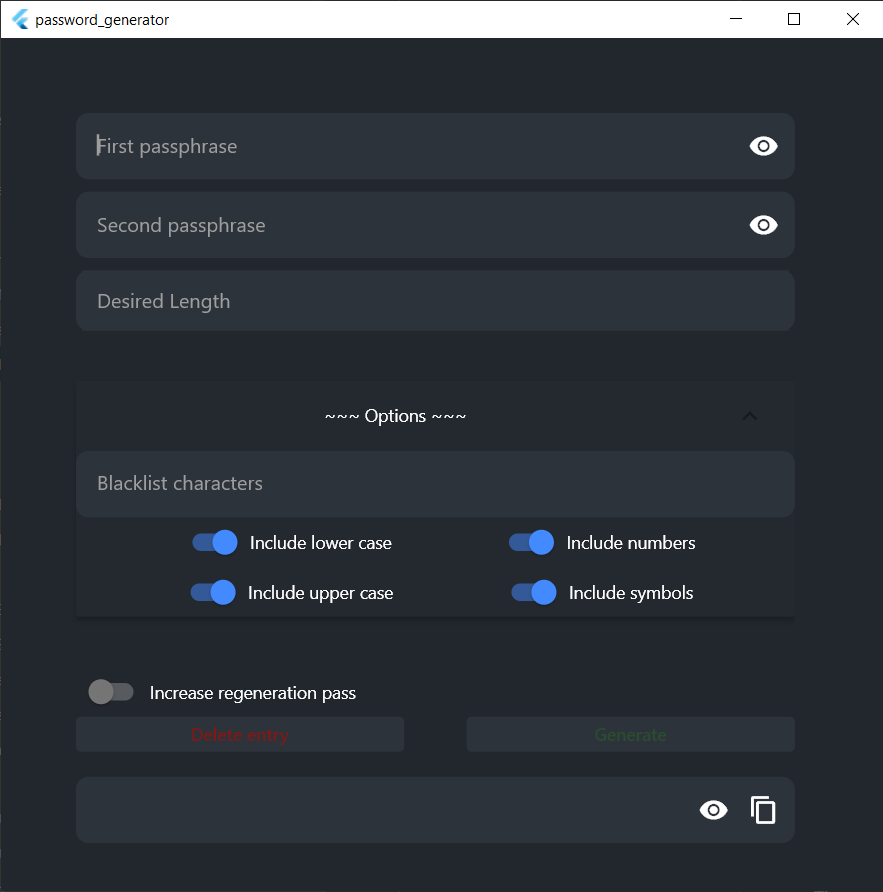 password_generator
First passphrase
Second passphrase
Desired Length
~~~ Options ~~~
Blacklist characters
Include lower case
Include numbers
Include upper case
Include symbols
Increase regeneration pass
Delete entry
Generate